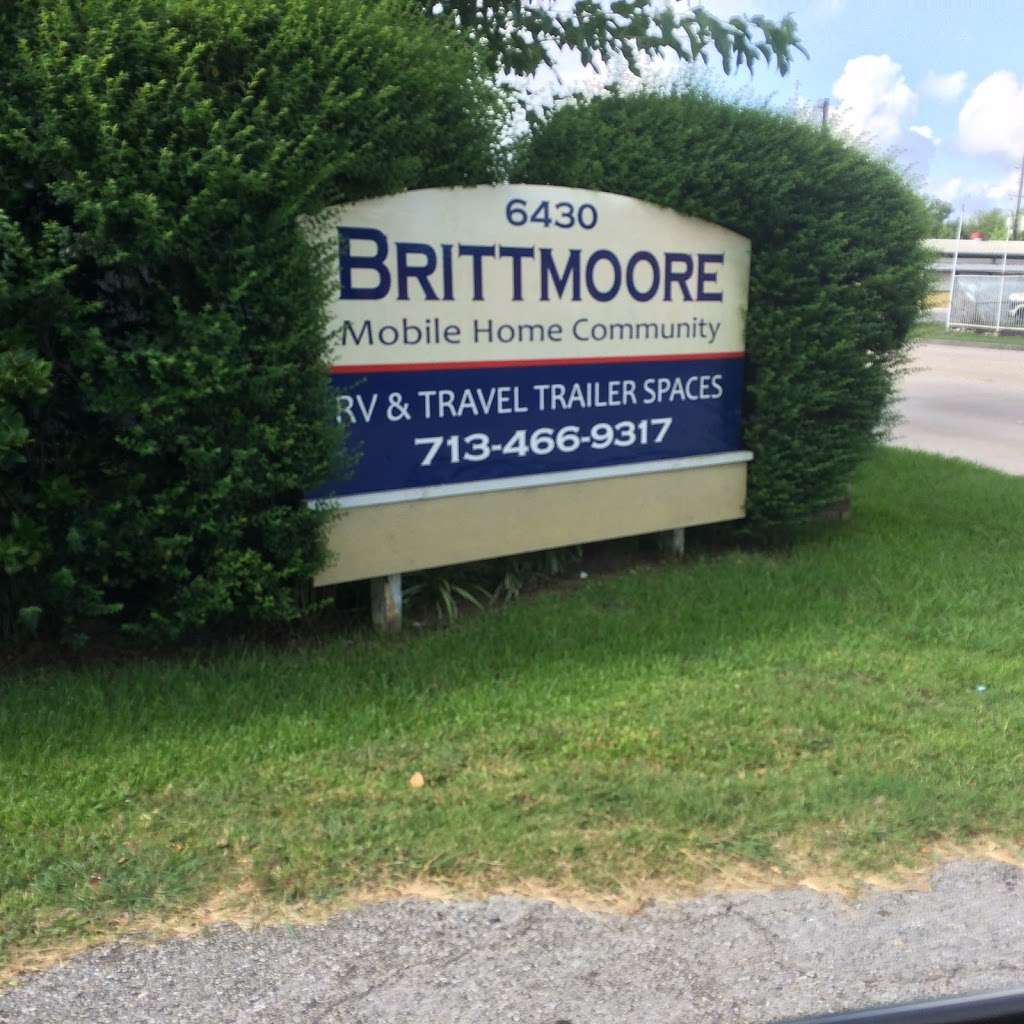 6430
BRITTMOORE
Mobile Home Community
RV & TRAVEL TRAILER SPACES
713-466-9317